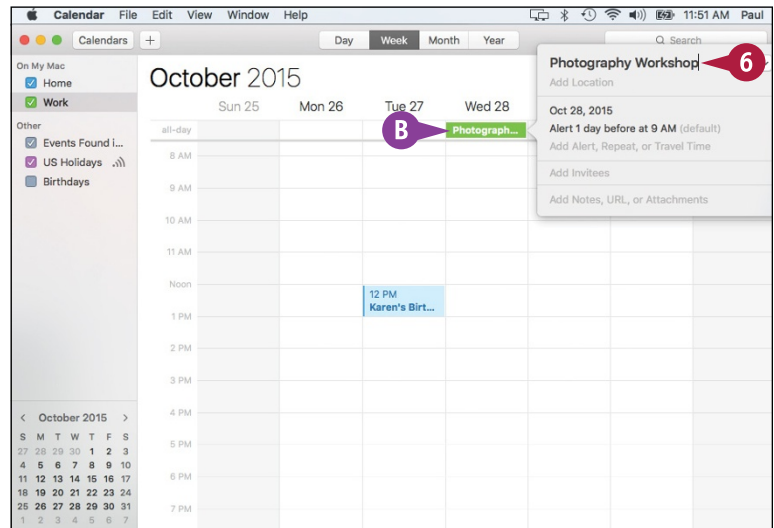 Calendar File Edit View Window Help 11:51 AM Paul
Calendars + Day Week Month Year Search
On My Mac
Home
Work
Other
Events Found i...
US Holidays
Birthdays
October 2015
Sun 25 Mon 26 Tue 27 Wed 28
all-day
Photograph...
B
8 AM
9 AM
10 AM
11 AM
Noon
12 PM
Karen's Birt...
1 PM
2 PM
3 PM
4 PM
5 PM
6 PM
7 PM
Photography Workshop
6
Add Location
Oct 28, 2015
Alert 1 day before at 9 AM (default)
Add Alert, Repeat, or Travel Time
Add Invitees
Add Notes, URL, or Attachments
< October 2015 >
S M T W T F S
27 28 29 30 1 2 3
4 5 6 7 8 9 10
11 12 13 14 15 16 17
18 19 20 21 22 23 24
25 26 27 28 29 30 31
1 2 3 4 5 6 7